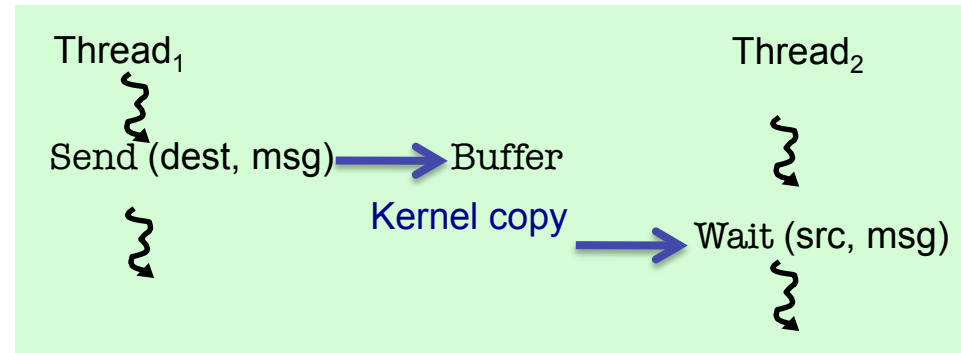 Thread₁ Thread₂
Send (dest, msg) Buffer
Kernel copy
Wait (src, msg)